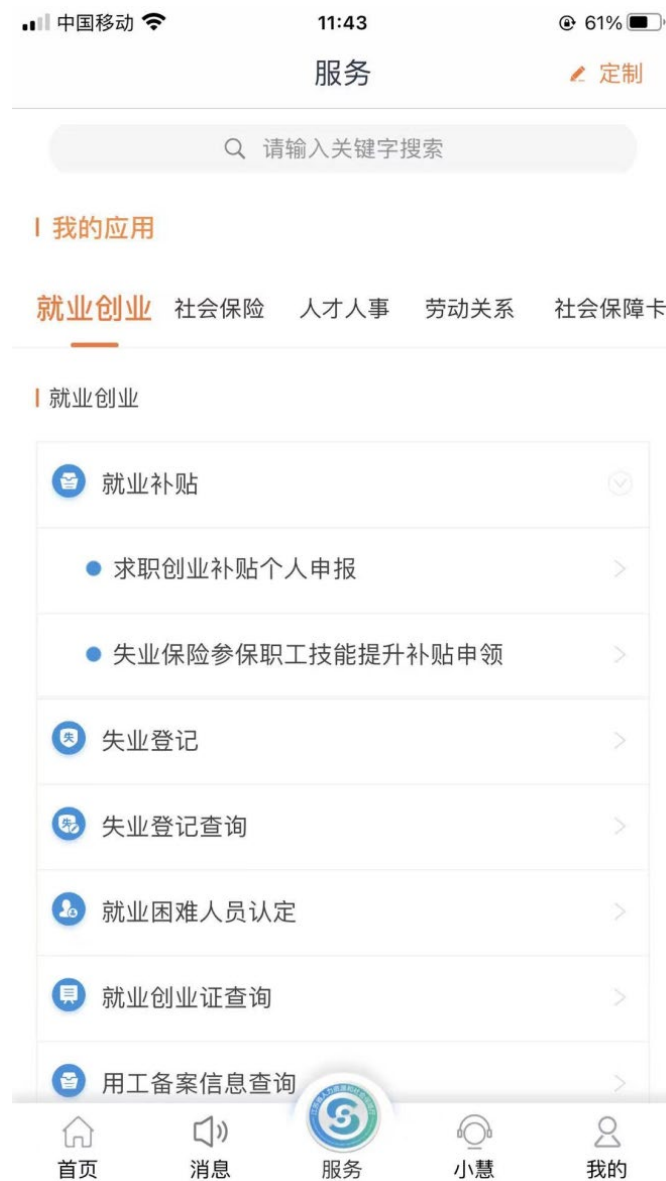 中国移动 11:43 61%
服务 定制
请输入关键字搜索
我的应用
就业创业 社会保险 人才人事 劳动关系 社会保障卡
就业创业
就业补贴
求职创业补贴个人申报
失业保险参保职工技能提升补贴申领
失 失业登记
失 失业登记查询
就业困难人员认定
就业创业证查询
用工备案信息查询
首页 消息 服务 小慧 我的